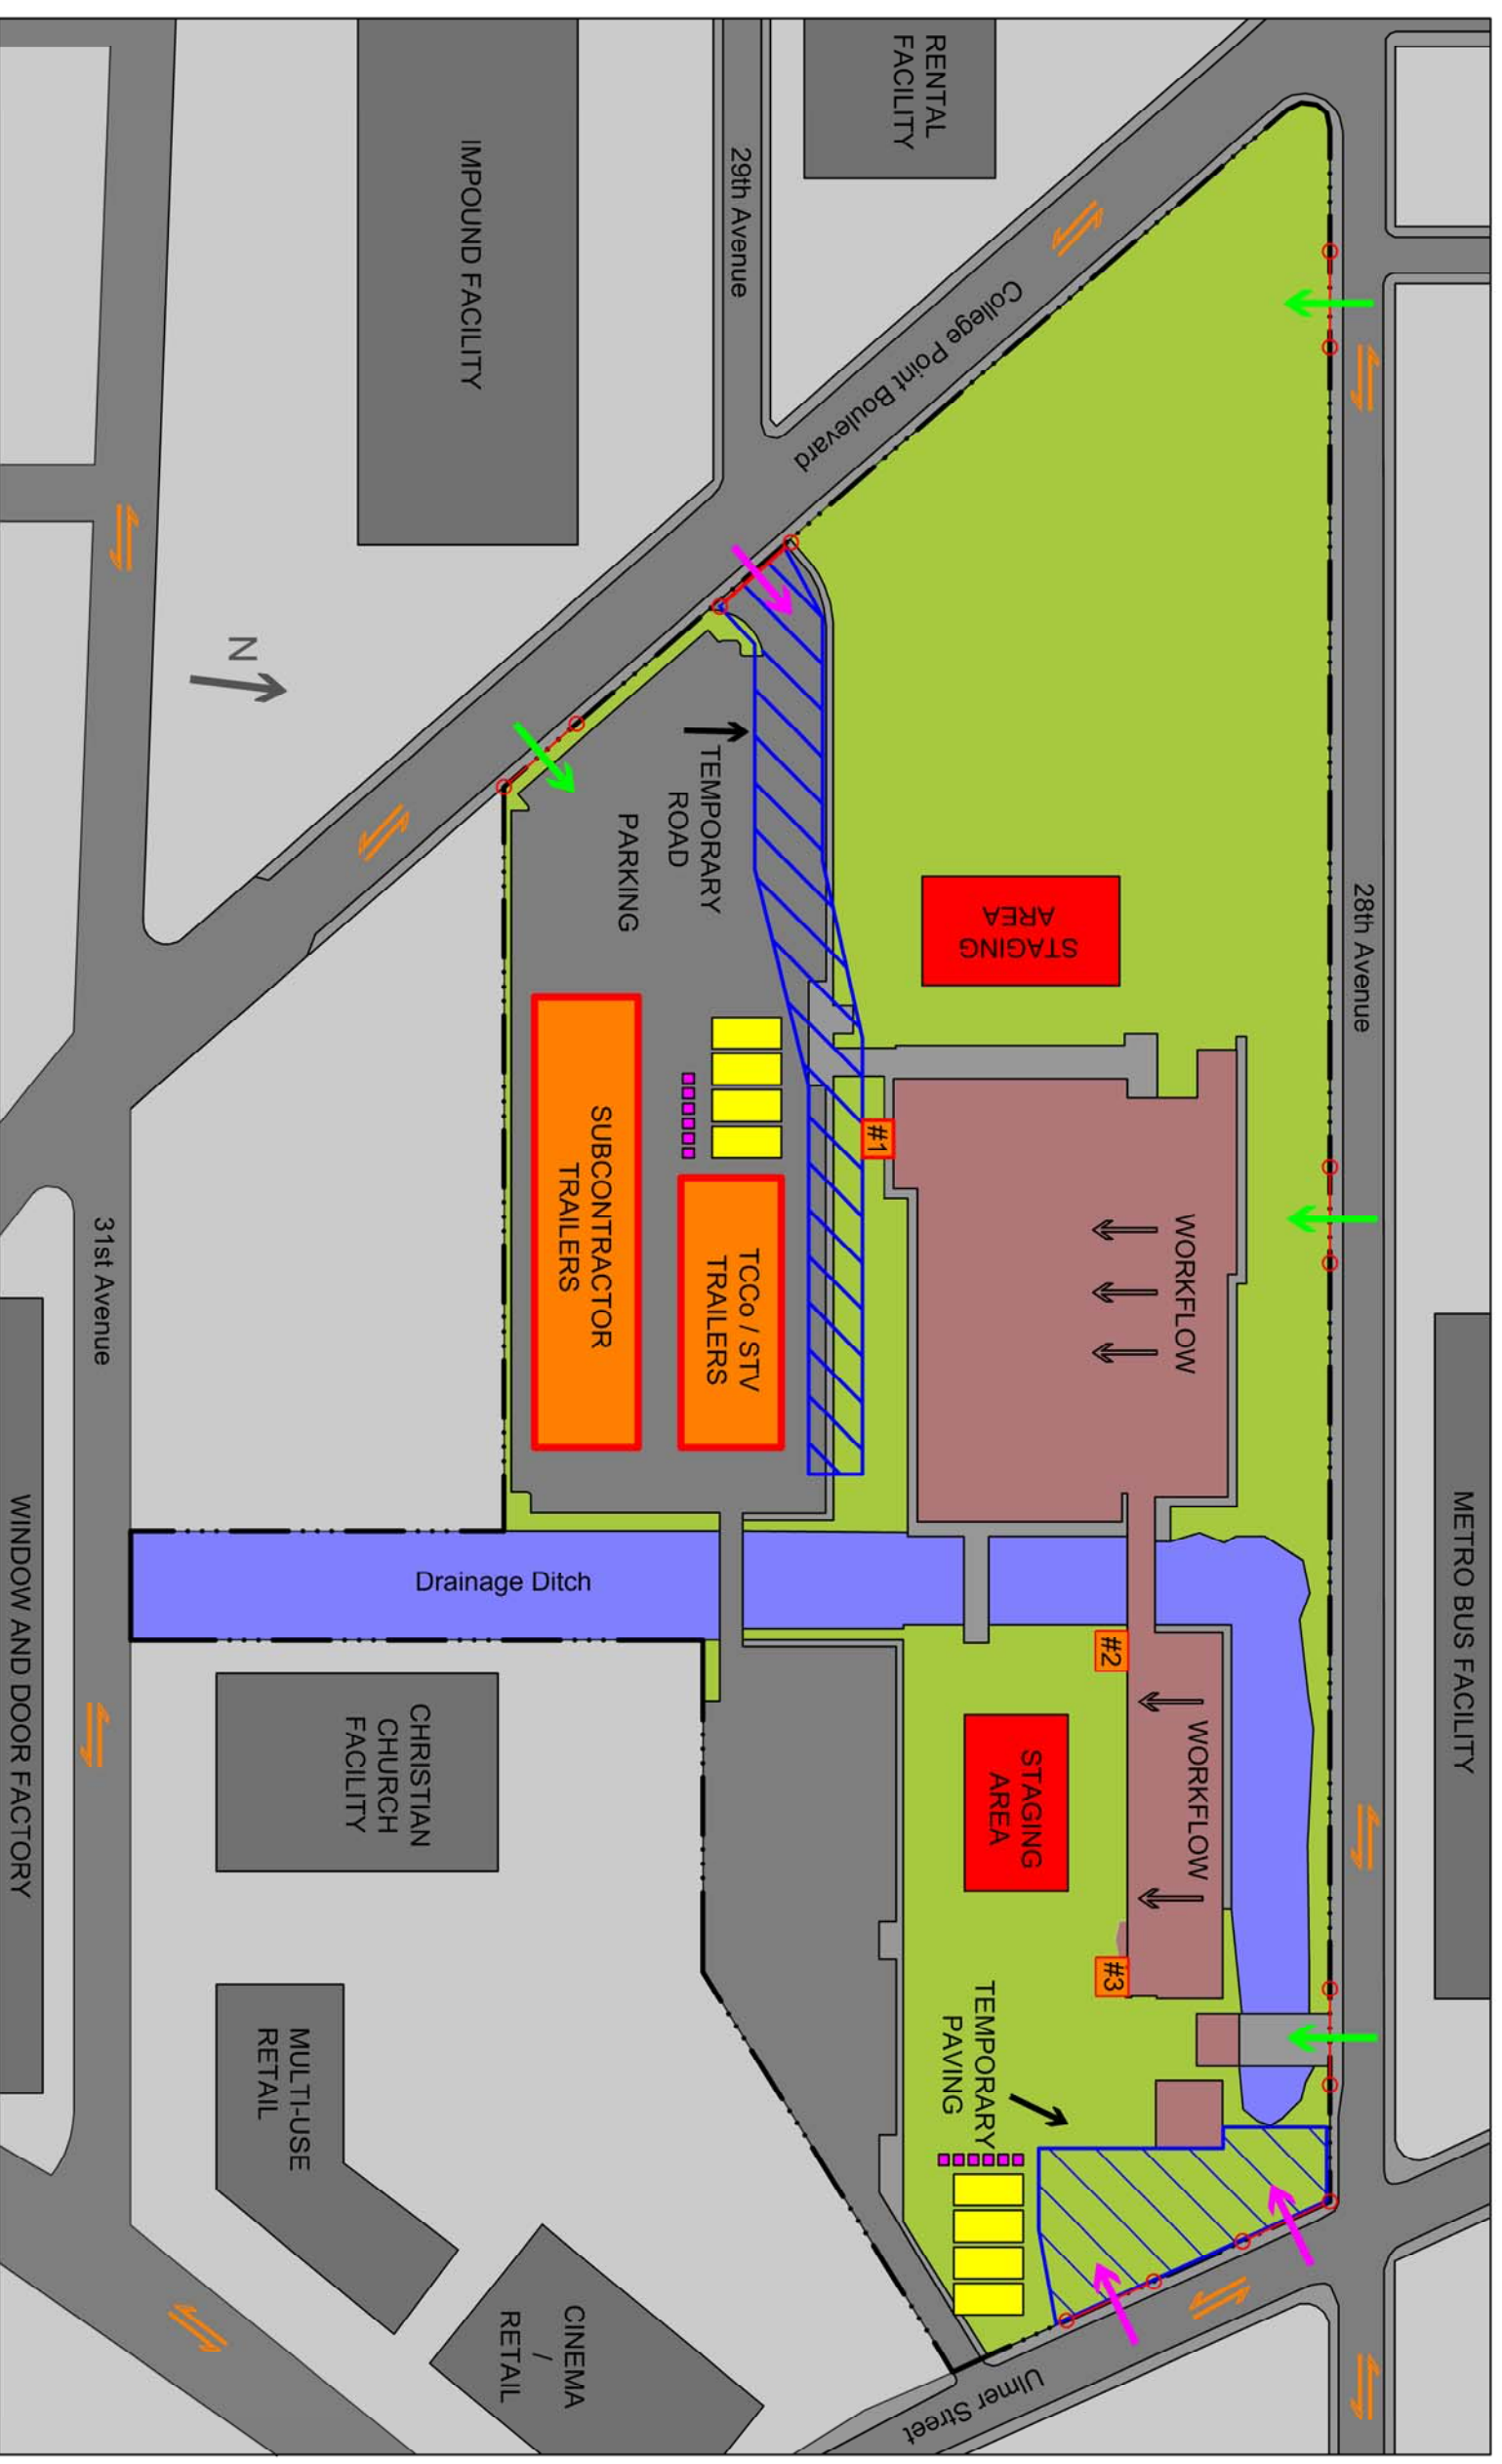 RENTAL
FACILITY
29th Avenue
IMPOUND FACILITY
College Point Boulevard
N
28th Avenue
STAGING
AREA
TEMPORARY
ROAD
PARKING
#1
WORKFLOW
SUBCONTRACTOR
TRAILERS
TCCo / STV
TRAILERS
31st Avenue
METRO BUS FACILITY
WINDOW AND DOOR FACTORY
Drainage Ditch
#2
WORKFLOW
STAGING
AREA
#3
CHRISTIAN
CHURCH
FACILITY
TEMPORARY
PAVING
MULTI-USE
RETAIL
CINEMA
/
RETAIL
Ulmer Street